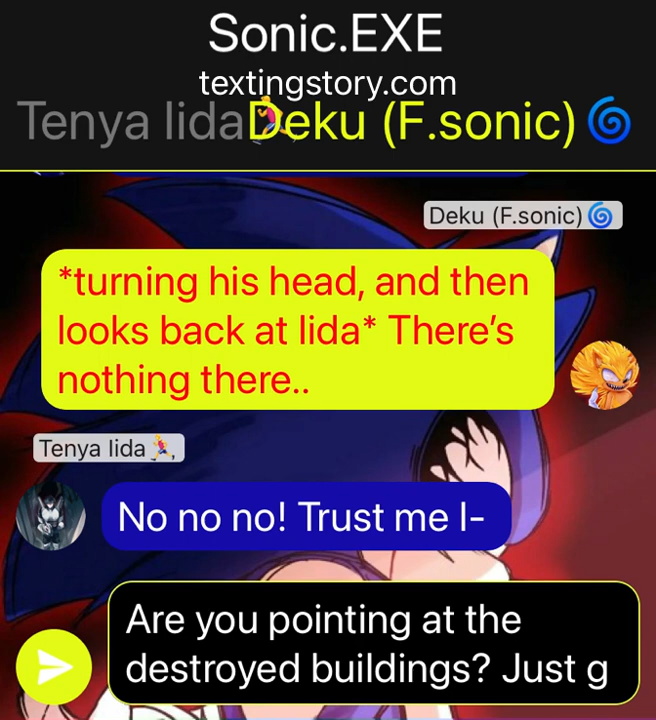 Sonic.EXE
textingstory.com
Tenya Iida🏃Deku (F.sonic)🌀
Deku (F.sonic)🌀
*turning his head, and then
looks back at Iida* There’s
nothing there..
Tenya Iida🏃
No no no! Trust me I-
Are you pointing at the
destroyed buildings? Just g